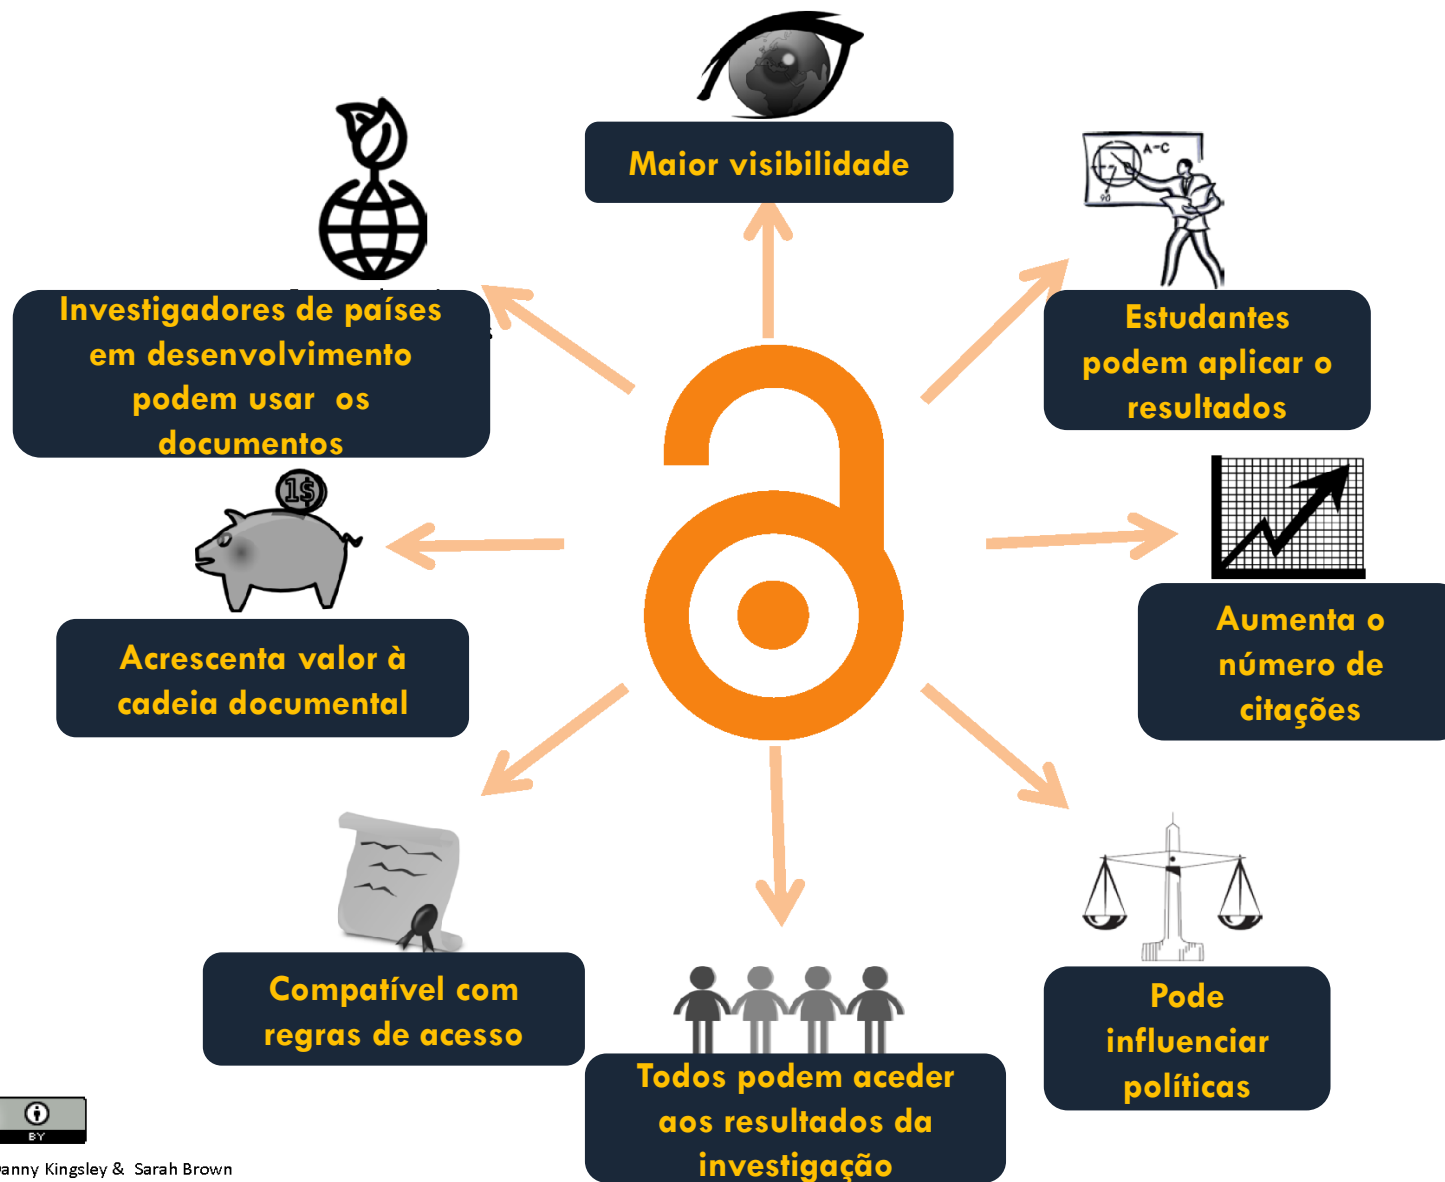 Maior visibilidade
A-C
90
Investigadores de países
em desenvolvimento
podem usar os
documentos
Estudantes
podem aplicar o
resultados
1$
Acrescenta valor à
cadeia documental
Aumenta o
número de
citações
Compatível com
regras de acesso
Pode
influenciar
políticas
Todos podem aceder
aos resultados da
investigação
BY
Danny Kingsley & Sarah Brown